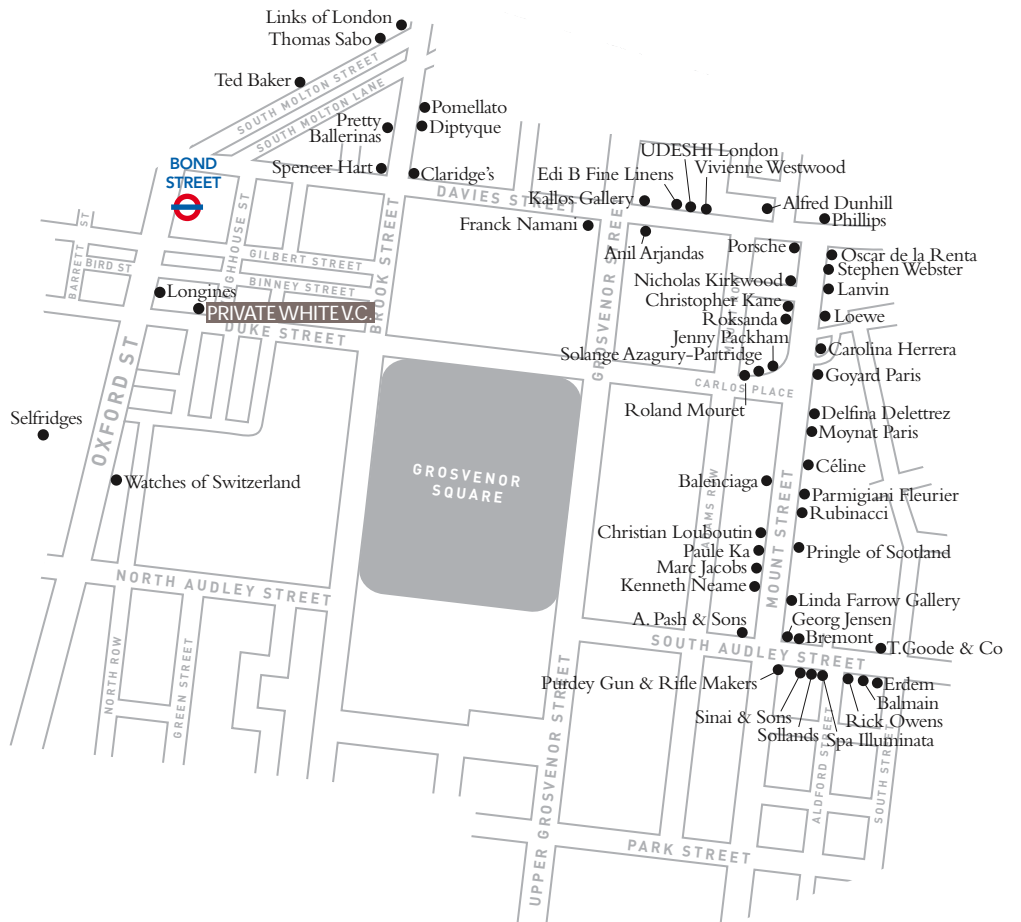 Links of London
Thomas Sabo
Ted Baker
SOUTH MOLTON STREET
SOUTH MOLTON LANE
Pomellato
Diptyque
Pretty
Ballerinas
Spencer Hart
Claridge's
BOND
STREET
DAVIES STREET
UDESHI London
Vivienne Westwood
Edi B Fine Linens
Kallos Gallery
Alfred Dunhill
Phillips
Franck Namani
Anil Arjandas
Porsche
Oscar de la Renta
Stephen Webster
Nicholas Kirkwood
Lanvin
Christopher Kane
Roksanda
Loewe
Jenny Packham
Solange Azagury-Partridge
Carolina Herrera
Goyard Paris
CARLOS PLACE
Roland Mouret
Delfina Delettrez
Moynat Paris
BARRETT ST
BIRD ST
GILBERT STREET
BINNEY STREET
BROOK STREET
GROSVENOR STREET
Longines
PRIVATE WHITE V.C.
DUKE STREET
OXFORD ST
Selfridges
Watches of Switzerland
GROSVENOR
SQUARE
Céline
Balenciaga
Parmigiani Fleurier
Rubinacci
ADAMS ROW
MOUNT STREET
Christian Louboutin
Paule Ka
Pringle of Scotland
Marc Jacobs
Kenneth Neame
NORTH AUDLEY STREET
Linda Farrow Gallery
A. Pash & Sons
Georg Jensen
Bremont
SOUTH AUDLEY STREET
T.Goode & Co
Purdey Gun & Rifle Makers
Erdem
Balmain
Sinai & Sons
Rick Owens
Sollands
Spa Illuminata
NORTH ROW
GREEN STREET
UPPER GROSVENOR STREET
ALDFORD STREET
SOUTH STREET
PARK STREET